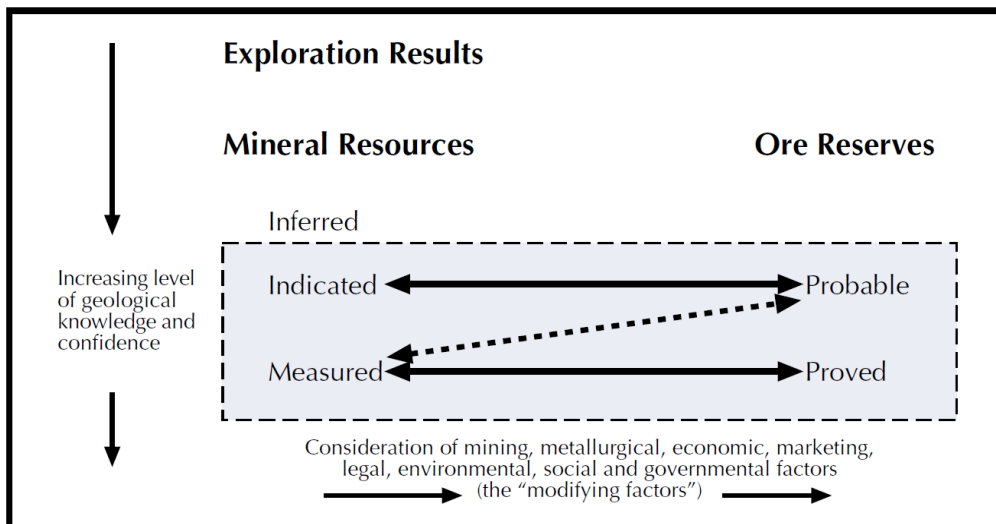 Exploration Results
Mineral Resources
Ore Reserves
Inferred
Increasing level
of geological
knowledge and
confidence
Indicated
Probable
Measured
Proved
Consideration of mining, metallurgical, economic, marketing,
legal, environmental, social and governmental factors
(the “modifying factors”)